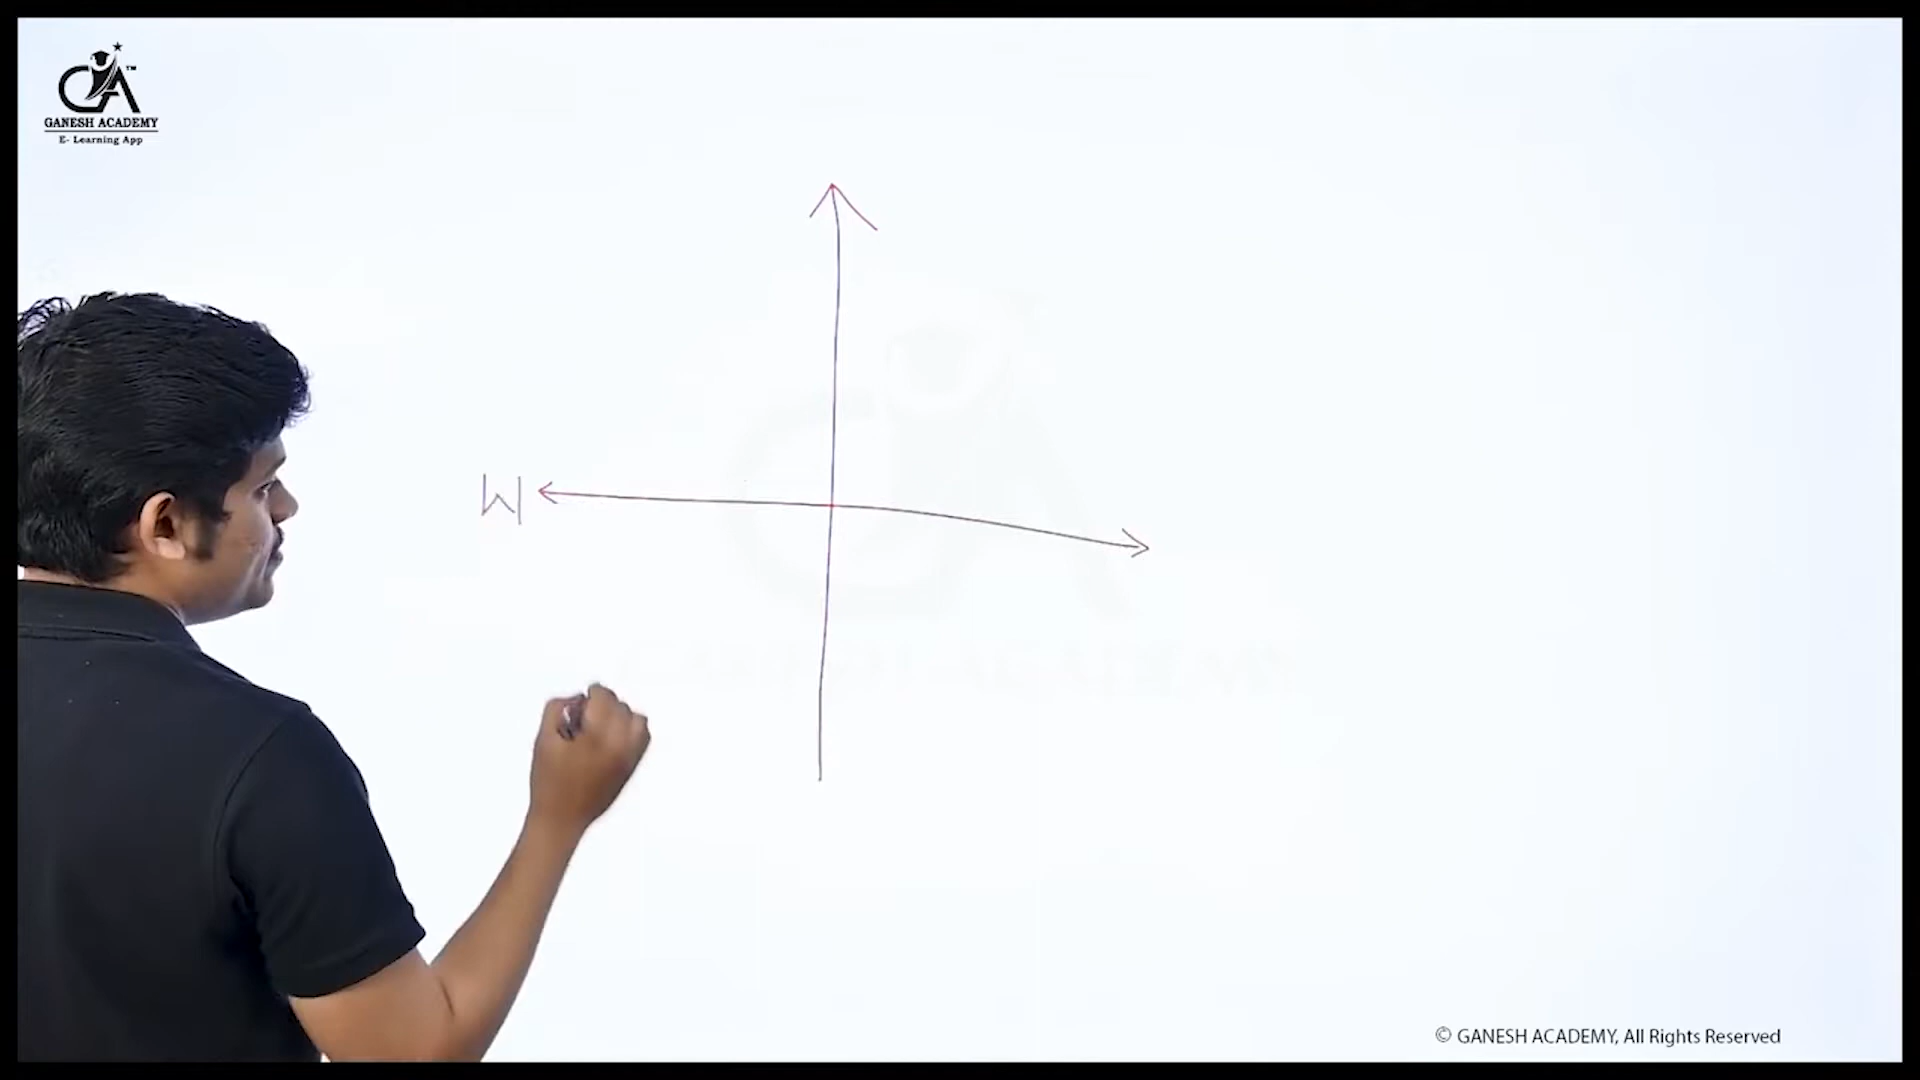 GANESH ACADEMY
E- Learning App
W
© GANESH ACADEMY, All Rights Reserved